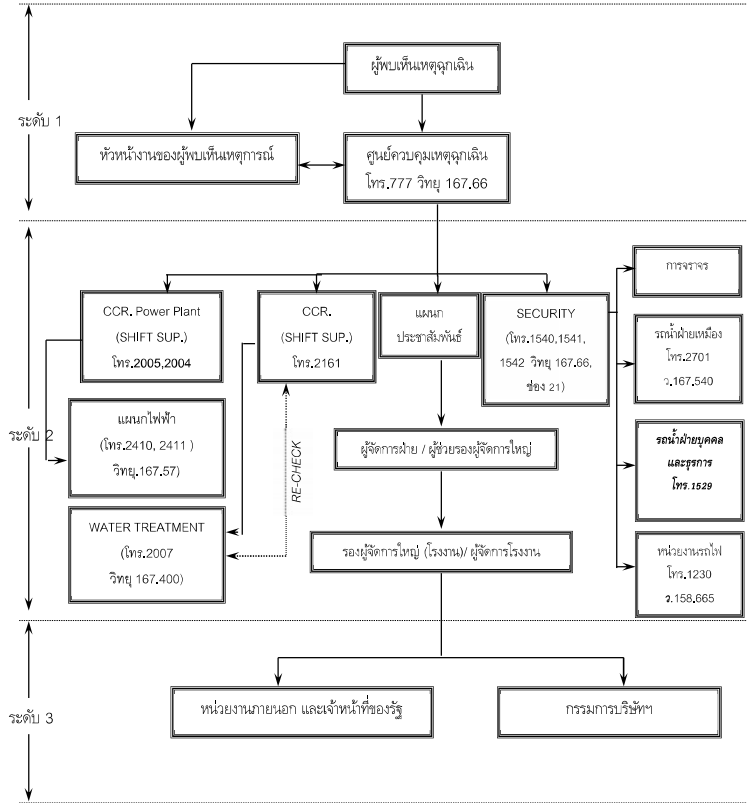 ผู้พบเห็นเหตุฉุกเฉิน
ระดับ 1
หัวหน้างานของผู้พบเห็นเหตุการณ์
ศูนย์ควบคุมเหตุฉุกเฉิน
โทร.777 วิทยุ 167.66
CCR. Power Plant
(SHIFT SUP.)
โทร.2005,2004
CCR.
(SHIFT SUP.)
โทร.2161
แผนก
ประชาสัมพันธ์
SECURITY
(โทร.1540,1541,
1542 วิทยุ 167.66,
ช่อง 21)
การจราจร
รถน้ำฝ่ายเหมือง
โทร.2701
ว.167.540
ระดับ 2
แผนกไฟฟ้า
(โทร.2410, 2411 )
วิทยุ.167.57)
RE-CHECK
ผู้จัดการฝ่าย / ผู้ช่วยรองผู้จัดการใหญ่
รถน้ำฝ่ายบุคคล
และธุรการ
โทร.1529
WATER TREATMENT
(โทร.2007
วิทยุ 167.400)
รองผู้จัดการใหญ่ (โรงงาน)/ ผู้จัดการโรงงาน
หน่วยงานรถไฟ
โทร.1230
ว.158.665
ระดับ 3
หน่วยงานภายนอก และเจ้าหน้าที่ของรัฐ
กรรมการบริษัทฯ